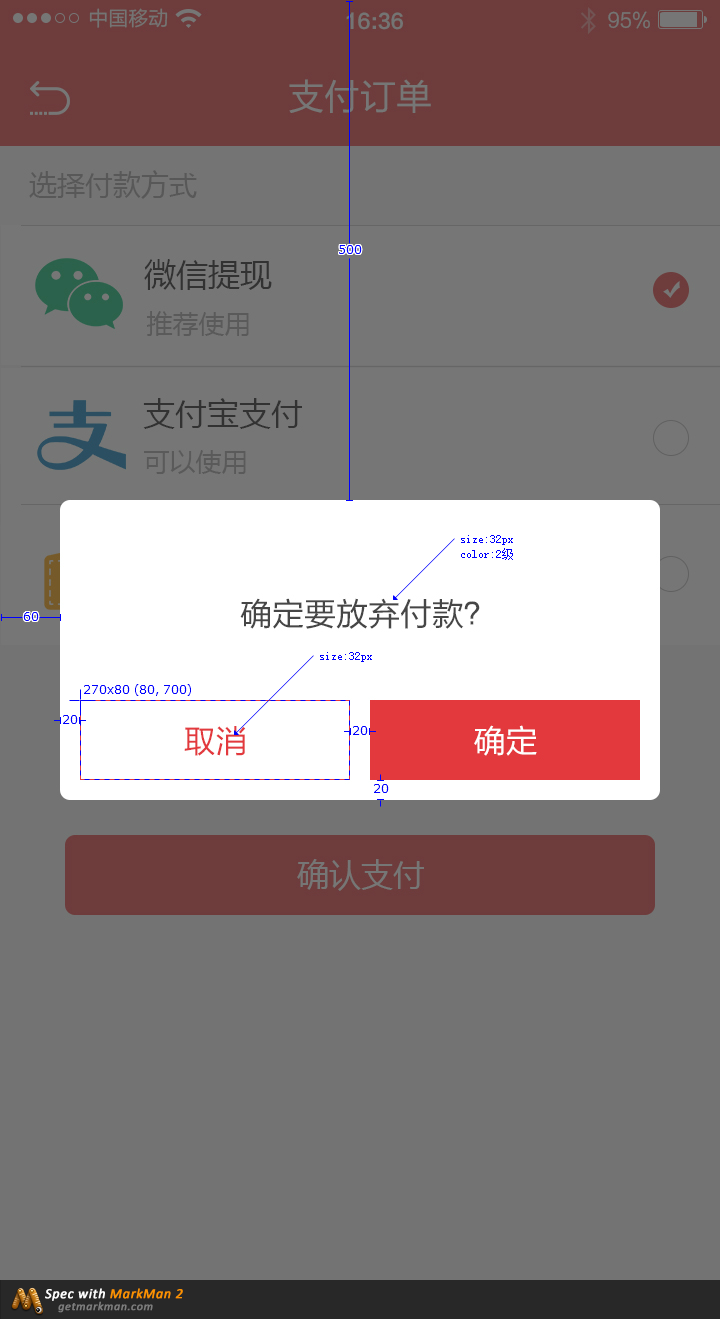 中国移动
16:36
95%
支付订单
选择付款方式
500
微信提现
推荐使用
支付宝支付
可以使用
size:32px
color:2级
确定要放弃付款?
60
size:32px
270x80 (80, 700)
20
取消
20
确定
20
确认支付
Spec with MarkMan 2
getmarkman.com